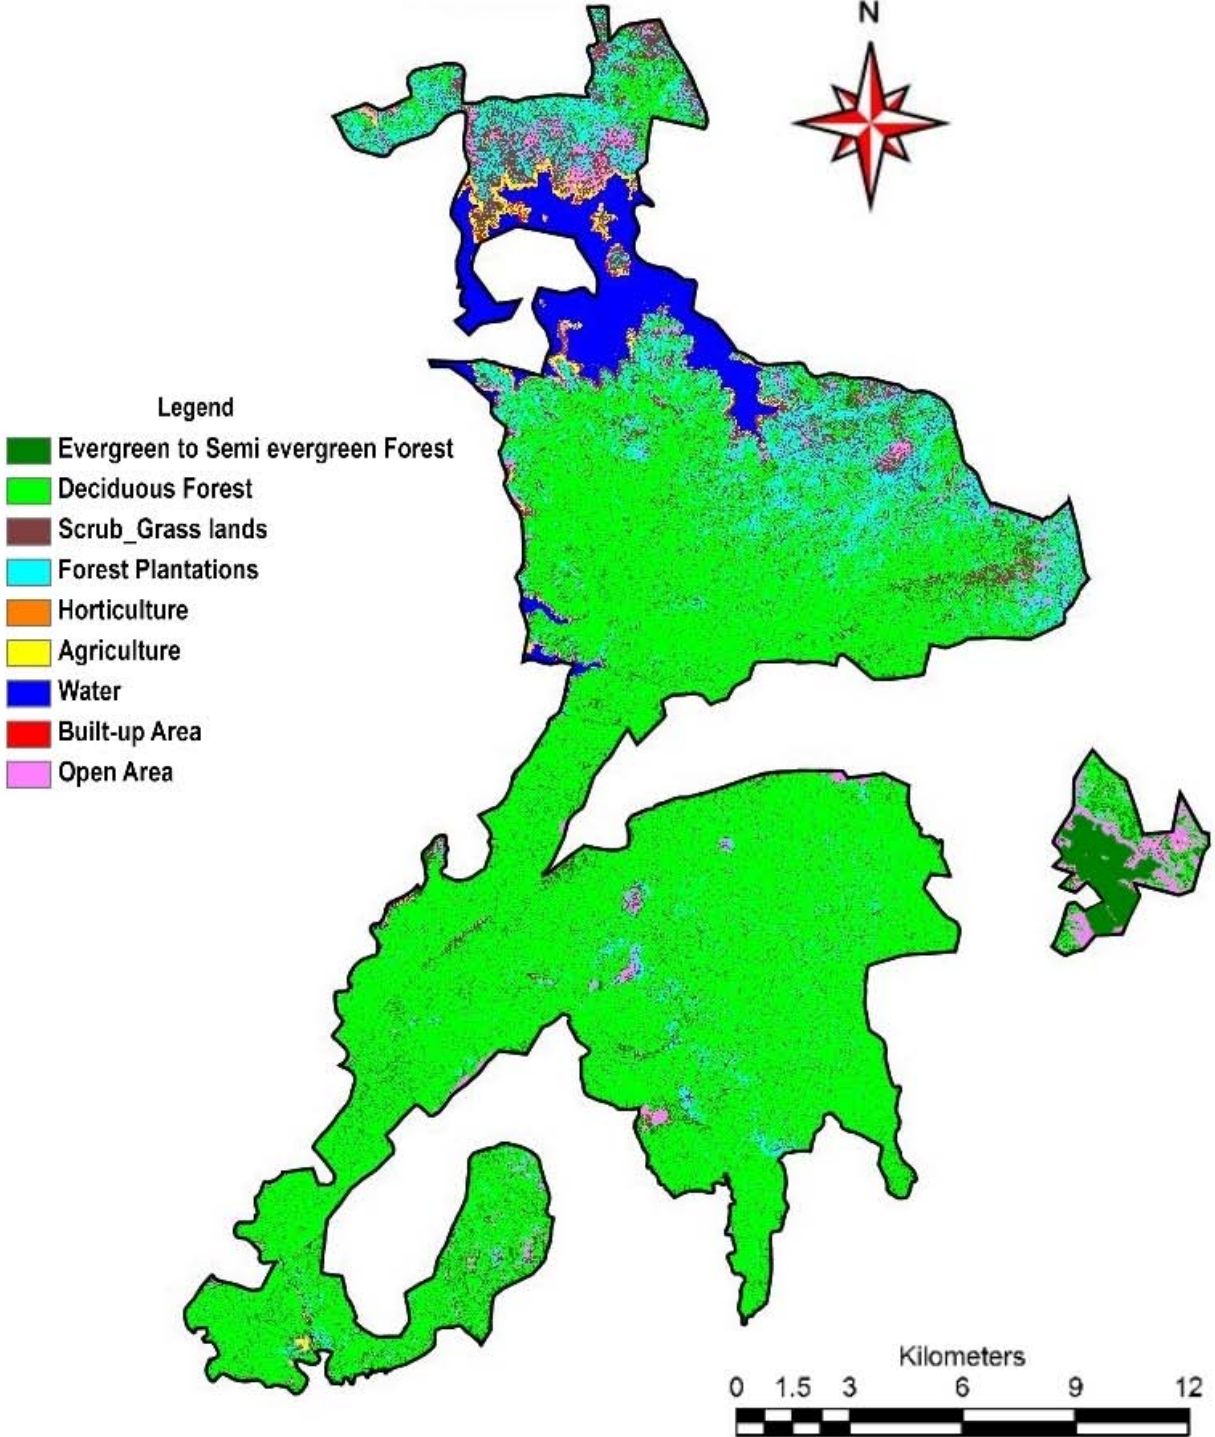 N
Legend
Evergreen to Semi evergreen Forest
Deciduous Forest
Scrub_Grass lands
Forest Plantations
Horticulture
Agriculture
Water
Built-up Area
Open Area
Kilometers
0 1.5 3 6 9 12